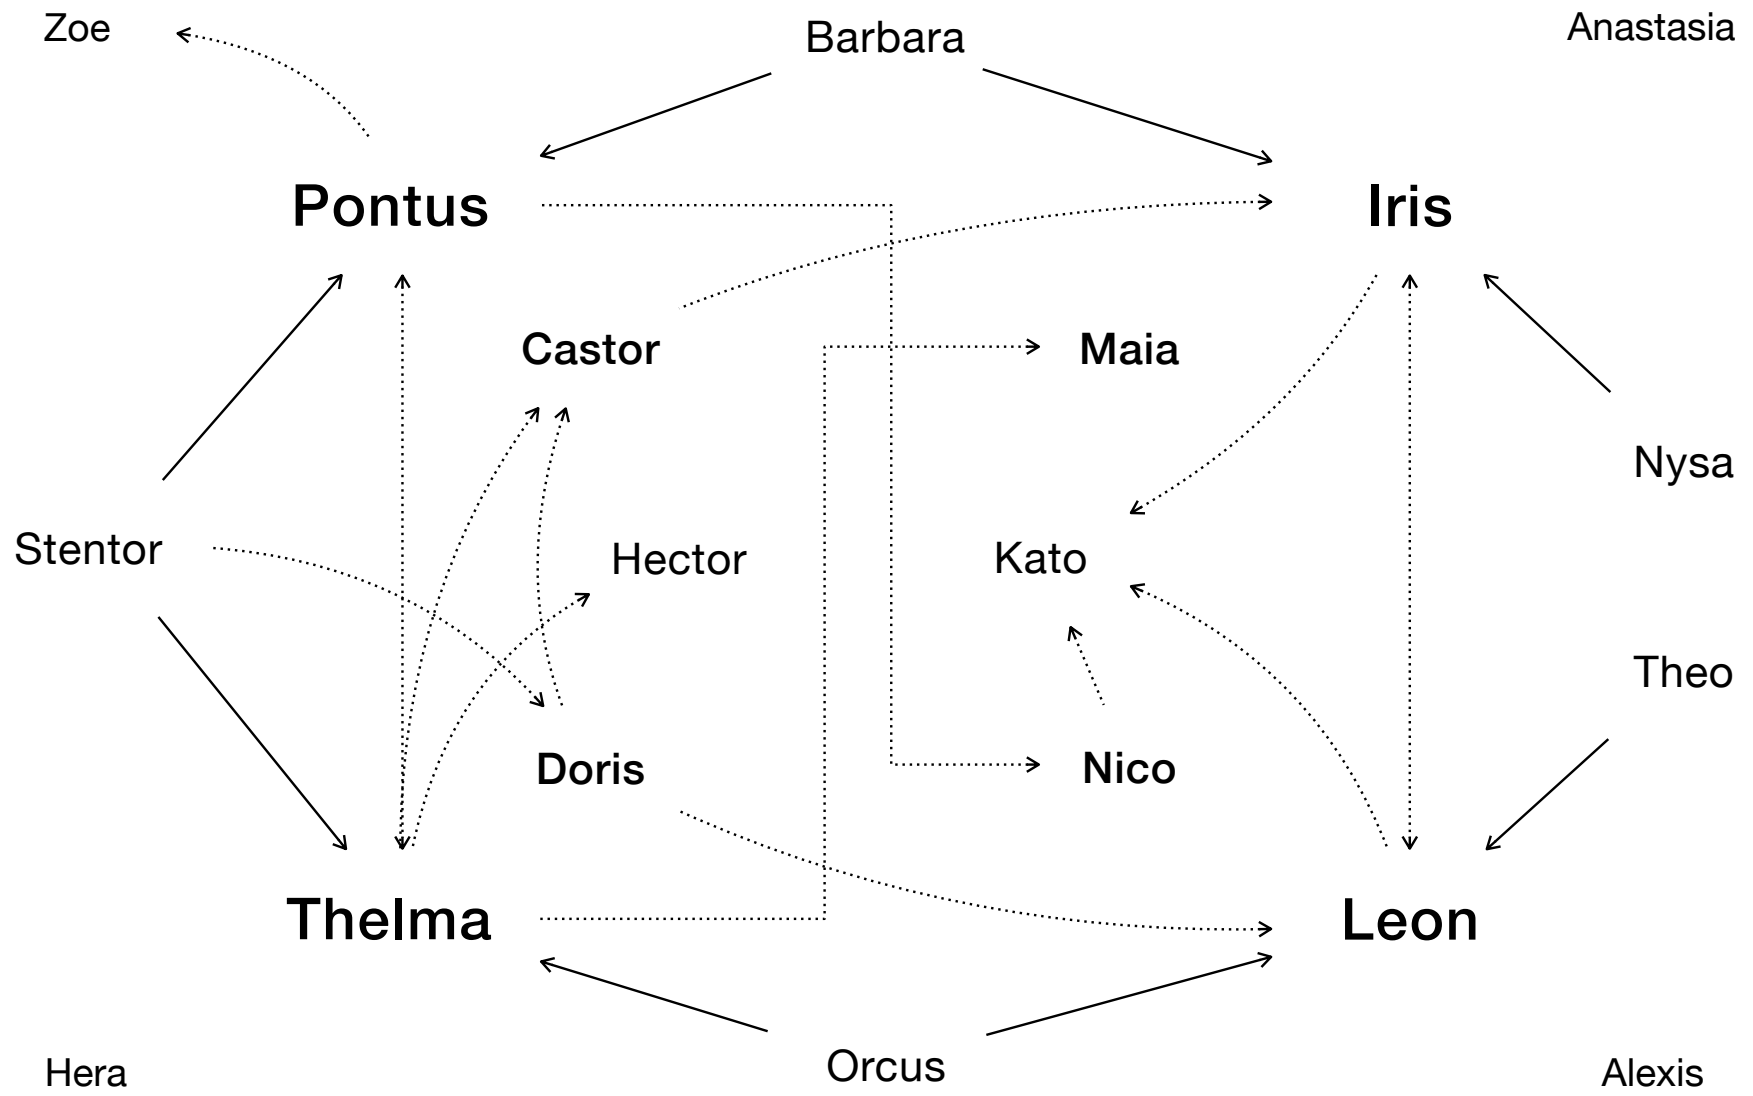 Zoe
Barbara
Anastasia
Pontus
Iris
Castor
Maia
Nysa
Stentor
Hector
Kato
Theo
Doris
Nico
Thelma
Leon
Orcus
Hera
Alexis